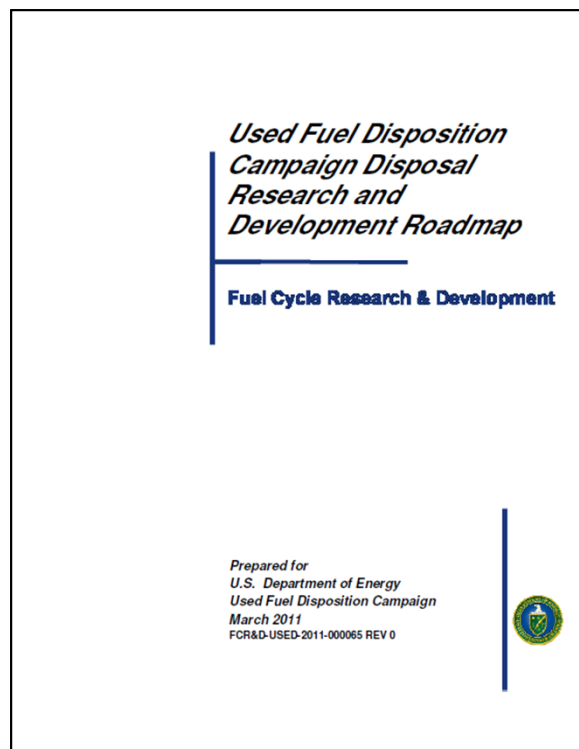 Used Fuel Disposition
Campaign Disposal
Research and
Development Roadmap
Fuel Cycle Research & Development
Prepared for
U.S. Department of Energy
Used Fuel Disposition Campaign
March 2011
FCR&D-USED-2011-000065 REV 0